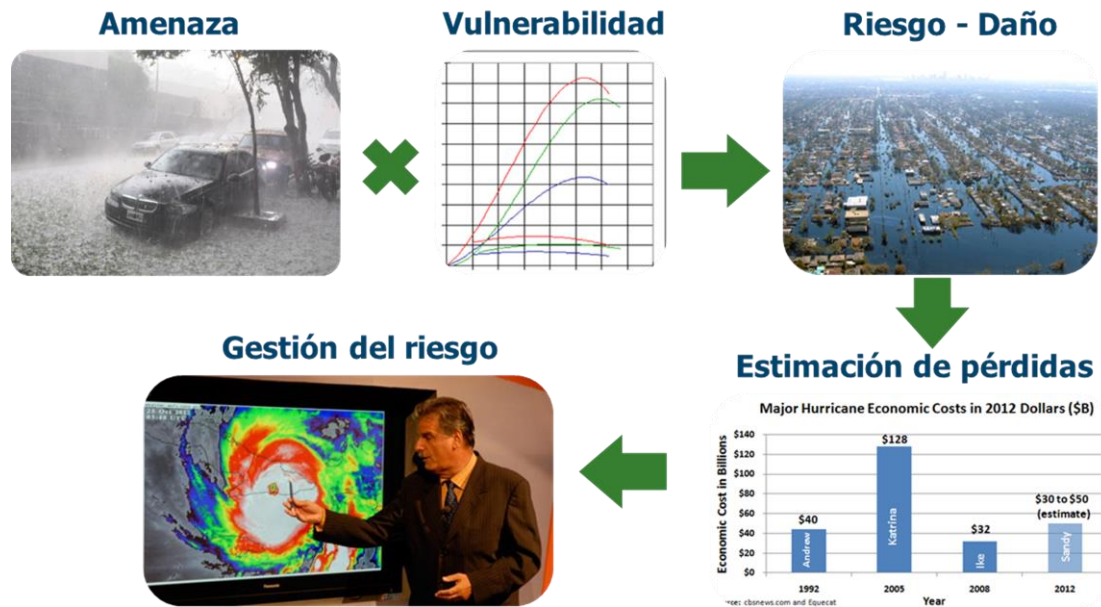 Amenaza
Vulnerabilidad
Riesgo - Daño
Gestión del riesgo
Panasonic
Estimación de pérdidas
Major Hurricane Economic Costs in 2012 Dollars ($B)
Economic Cost in Billions
$140
$120
$100
$80
$60
$40
$20
$0
$40
$128
$32
$30 to $50
(estimate)
Andrew
Katrina
Ike
Sandy
1992
2005
2008
2012
Year
cbsnews.com and Equecat